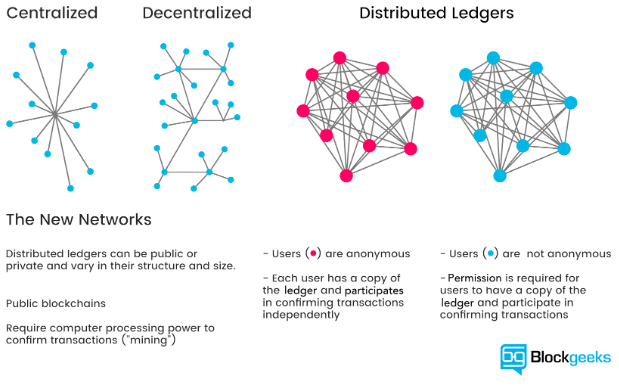 Centralized
Decentralized
Distributed Ledgers
The New Networks
Distributed ledgers can be public or
private and vary in their structure and size.
Public blockchains
Require computer processing power to
confirm transactions ("mining")
- Users (●) are anonymous
- Each user has a copy of
the ledger and participates
in confirming transactions
independently
- Users (●) are not anonymous
- Permission is required for
users to have a copy of the
ledger and participate in
confirming transactions
Blockgeeks